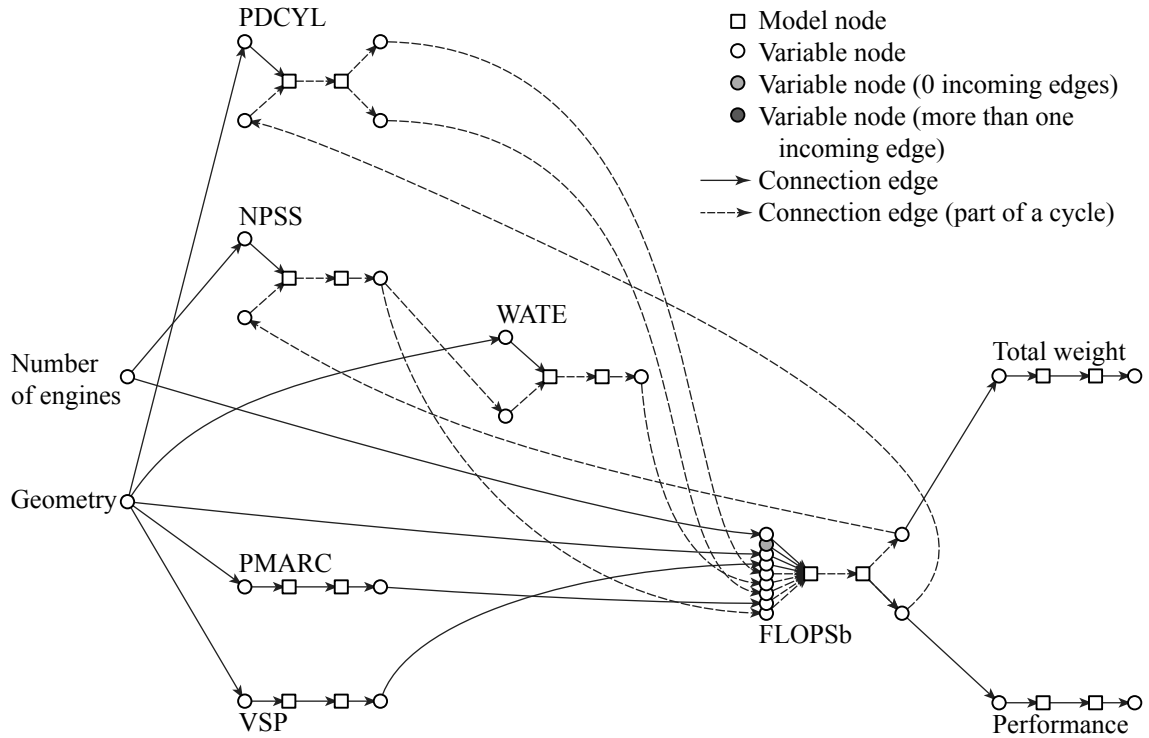 PDCYL
Model node
Variable node
Variable node (0 incoming edges)
Variable node (more than one
incoming edge)
Connection edge
Connection edge (part of a cycle)
NPSS
WATE
Number
of engines
Total weight
Geometry
PMARC
FLOPSb
VSP
Performance